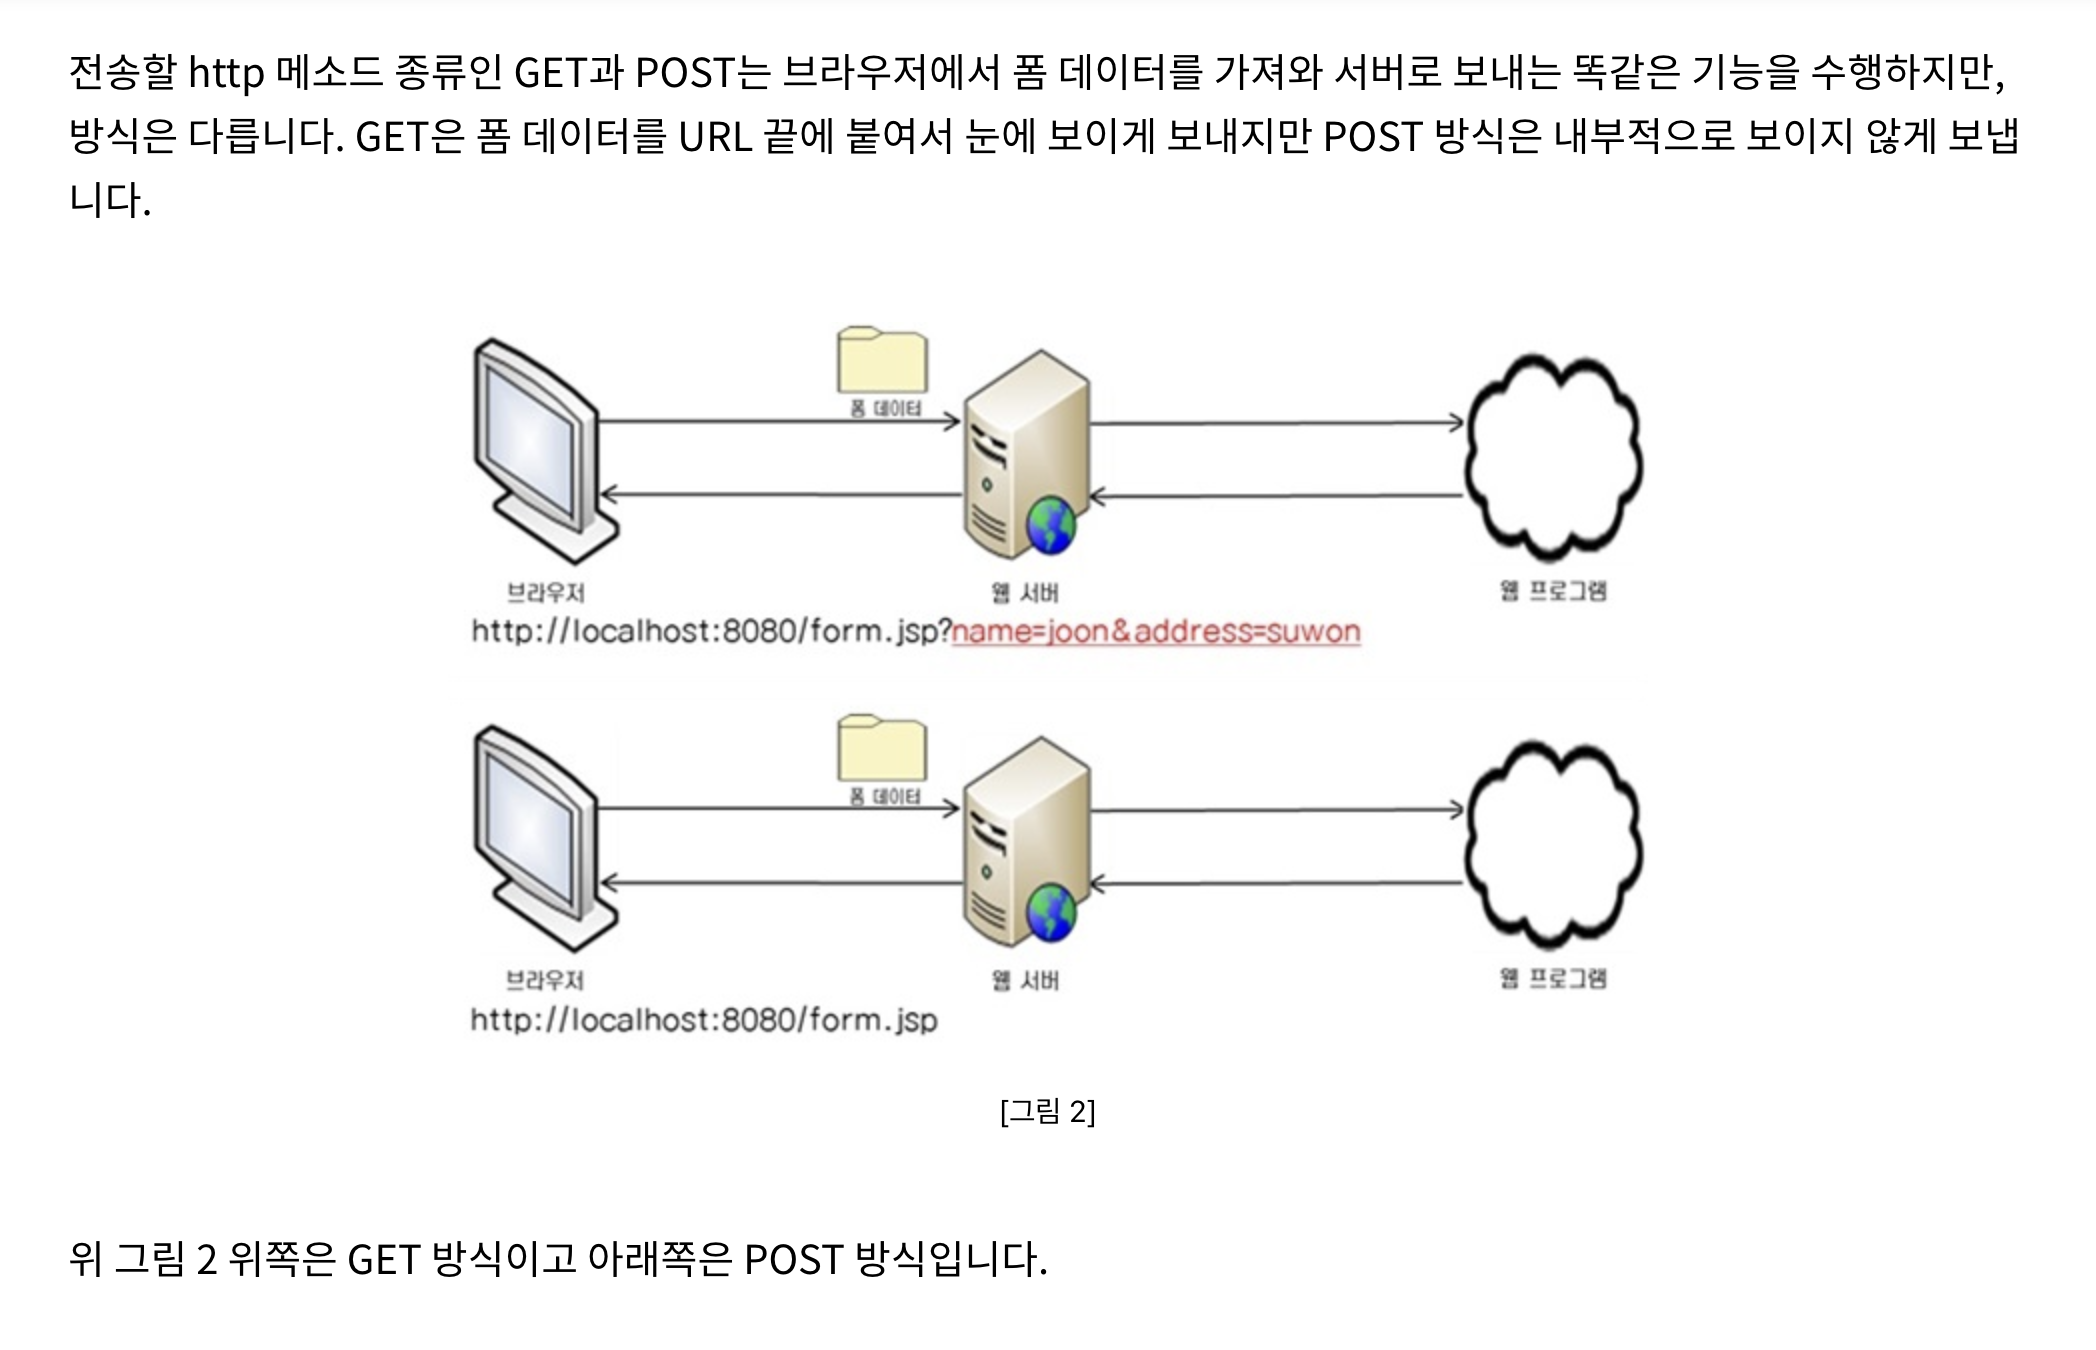 전송할 http 메소드 종류인 GET과 POST는 브라우저에서 폼 데이터를 가져와 서버로 보내는 똑같은 기능을 수행하지만,
방식은 다릅니다. GET은 폼 데이터를 URL 끝에 붙여서 눈에 보이게 보내지만 POST 방식은 내부적으로 보이지 않게 보냅
니다.
폼 데이터
브라우저
웹 서버
웹 프로그램
http://localhost:8080/form.jsp?name=joon&address=suwon
폼 데이터
브라우저
웹 서버
웹 프로그램
http://localhost:8080/form.jsp
[그림 2]
위 그림 2 위쪽은 GET 방식이고 아래쪽은 POST 방식입니다.